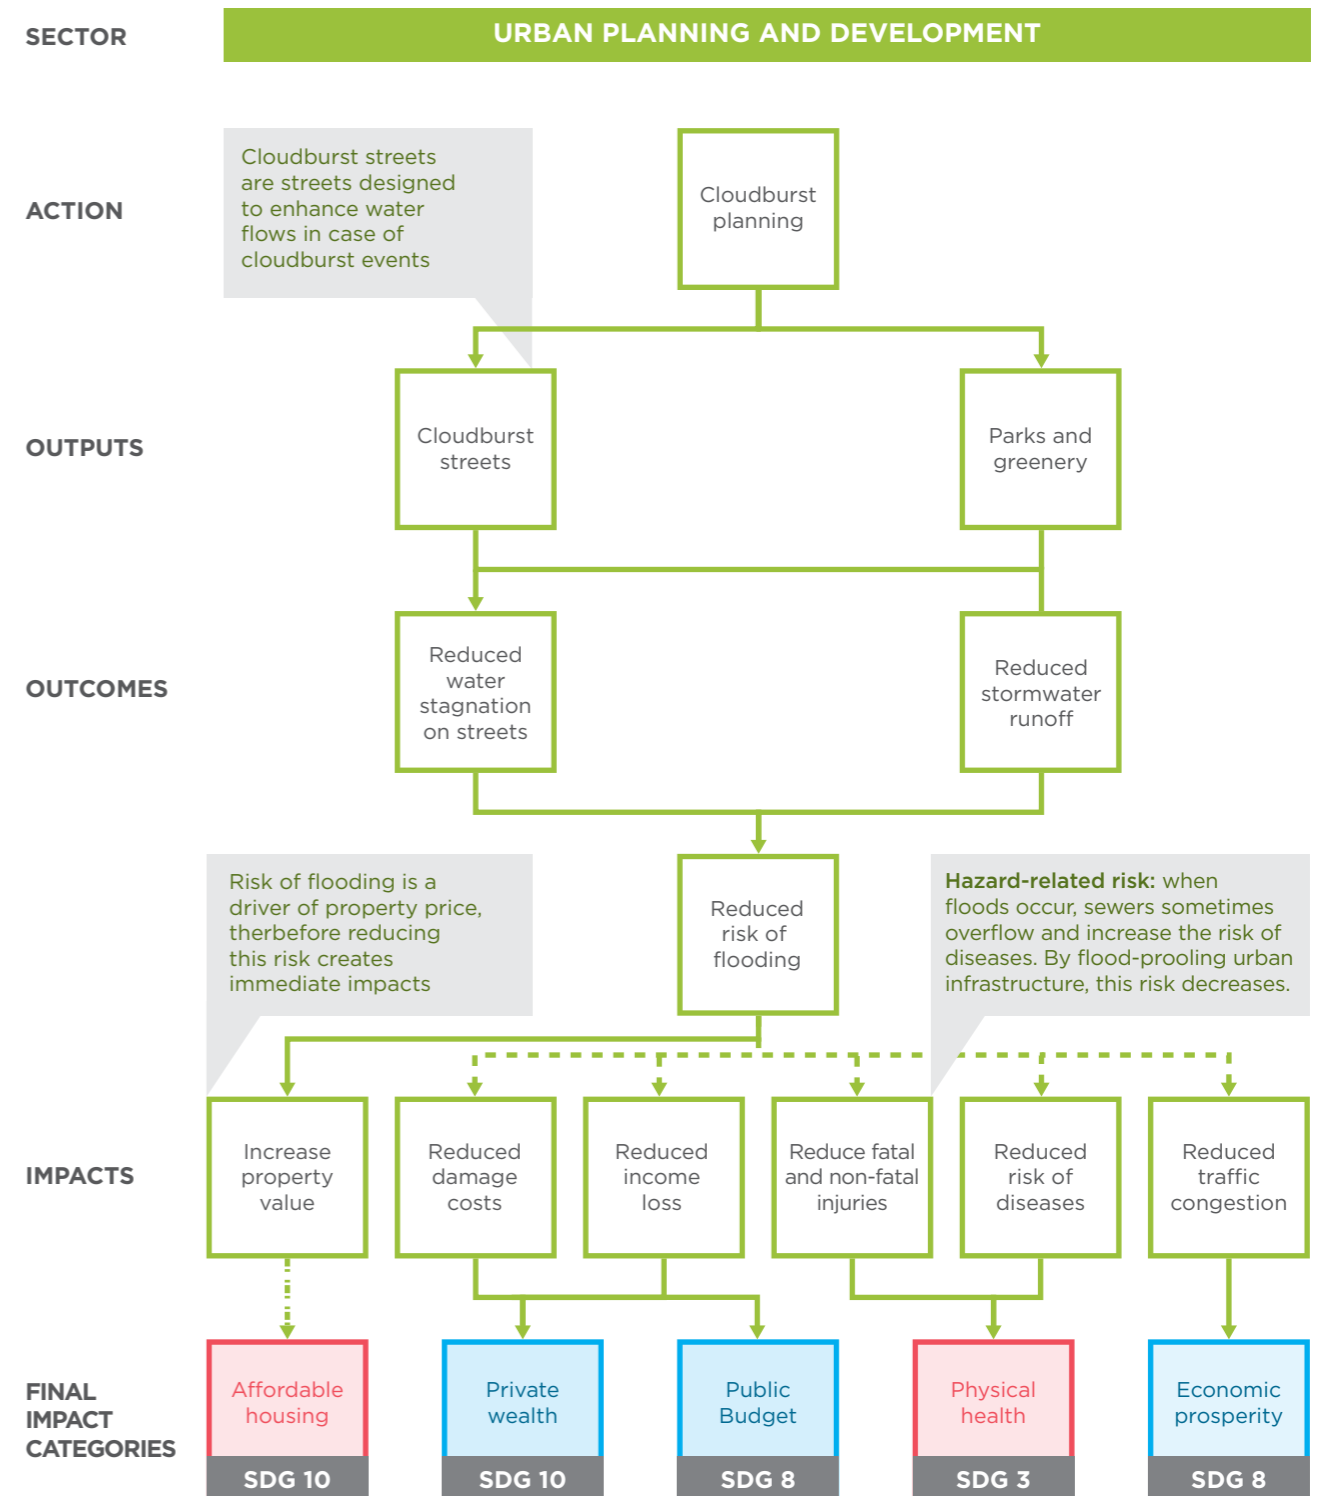 SECTOR
URBAN PLANNING AND DEVELOPMENT
ACTION
Cloudburst streets
are streets designed
to enhance water
flows in case of
cloudburst events
Cloudburst
planning
OUTPUTS
Cloudburst
streets
Parks and
greenery
OUTCOMES
Reduced
water
stagnation
on streets
Reduced
stormwater
runoff
Risk of flooding is a
driver of property price,
therbefore reducing
this risk creates
immediate impacts
Reduced
risk of
flooding
Hazard-related risk: when
floods occur, sewers sometimes
overflow and increase the risk of
diseases. By flood-prooling urban
infrastructure, this risk decreases.
IMPACTS
Increase
property
value
Reduced
damage
costs
Reduced
income
loss
Reduce fatal
and non-fatal
injuries
Reduced
risk of
diseases
Reduced
traffic
congestion
FINAL
IMPACT
CATEGORIES
Affordable
housing
SDG 10
Private
wealth
SDG 10
Public
Budget
SDG 8
Physical
health
SDG 3
Economic
prosperity
SDG 8